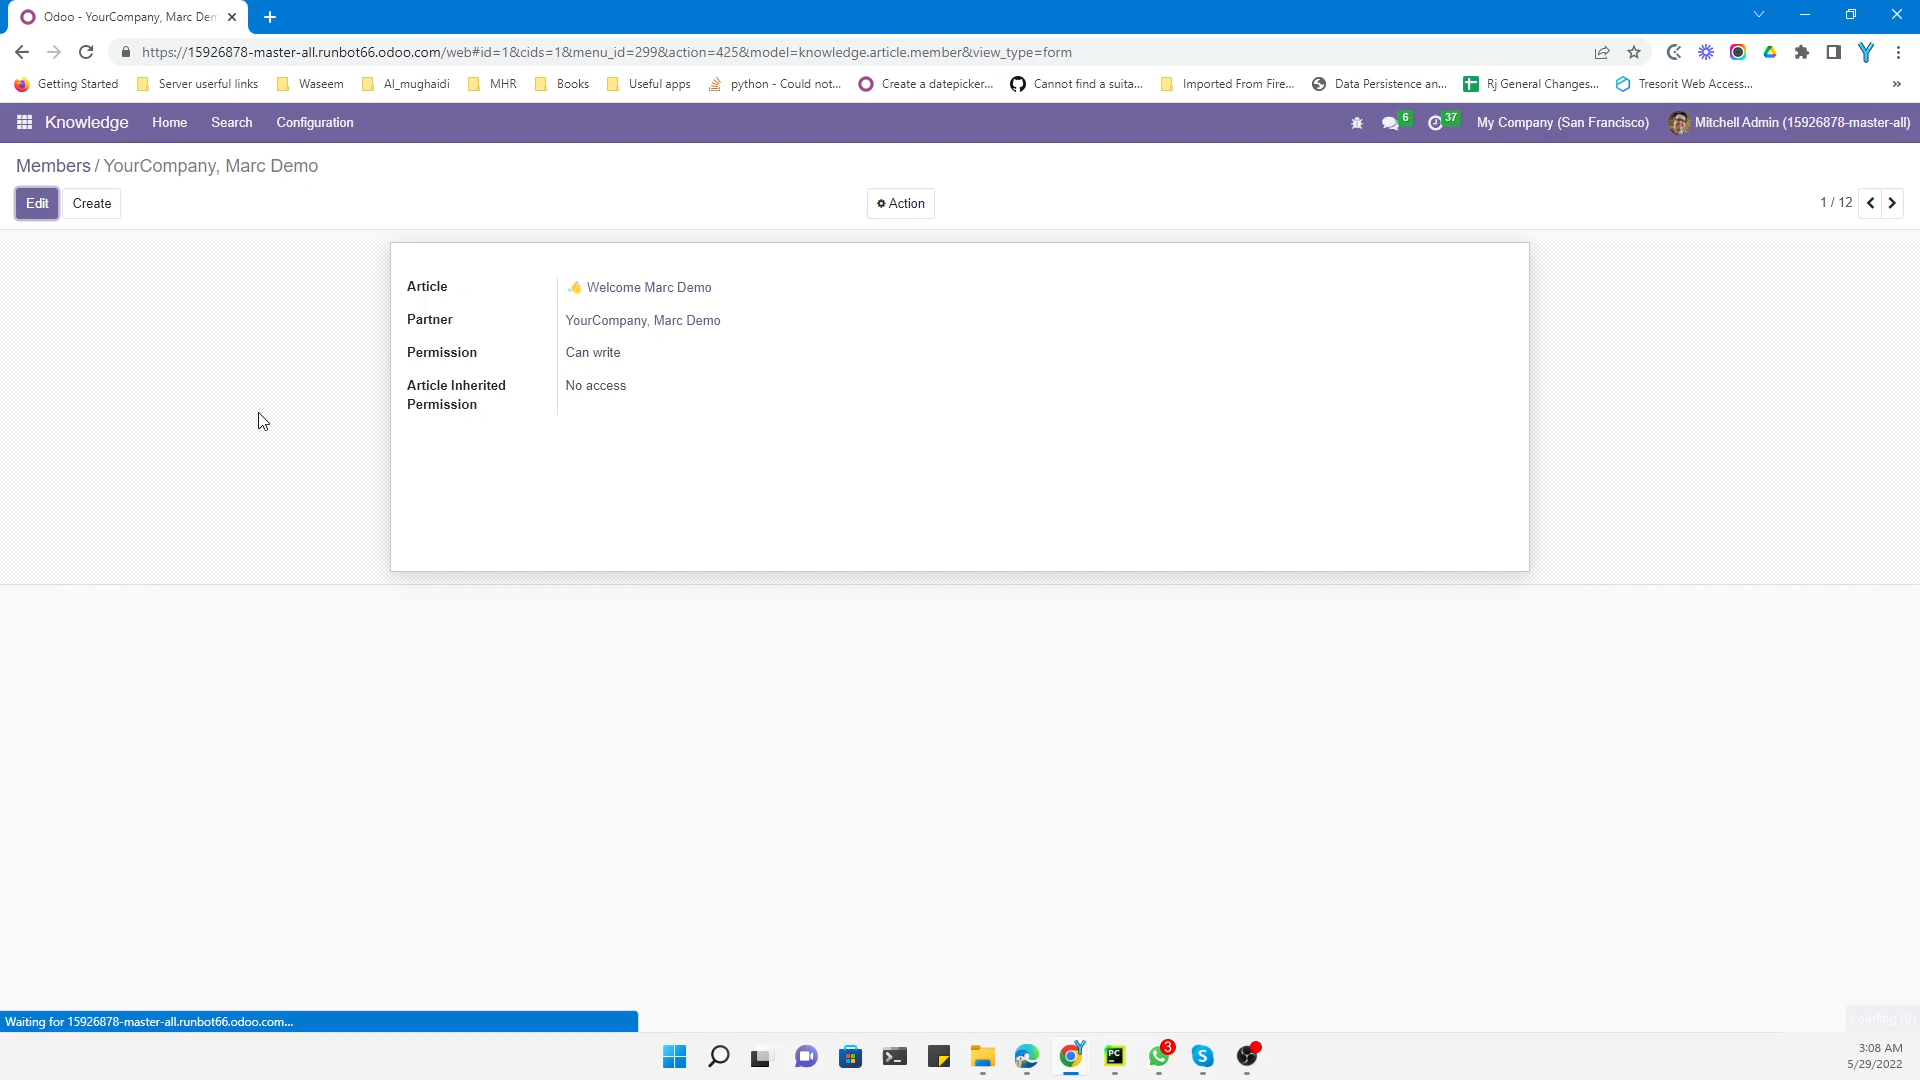 Odoo - YourCompany, Marc Dem
https://15926878-master-all.runbot66.odoo.com/web#id=1&cids=1&menu_id=299&action=425&model=knowledge.article.member&view_type=form
Getting Started Server userful links Waseem Al_mughaidi MHR Books Useful apps python - Could not... Create a datepicker... Cannot find a suita... Imported From Fire... Data Persistence an... Rj General Changes... Tresorit Web Access... »
Knowledge Home Search Configuration 6 37 My Company (San Francisco) Mitchell Admin (15926878-master-all)
Members / YourCompany, Marc Demo
Edit Create Action 1 / 12
Article Welcome Marc Demo
Partner YourCompany, Marc Demo
Permission Can write
Article Inherited Permission No access
Waiting for 15926878-master-all.runbot66.odoo.com...
PC 3 S
3:08 AM
5/29/2022